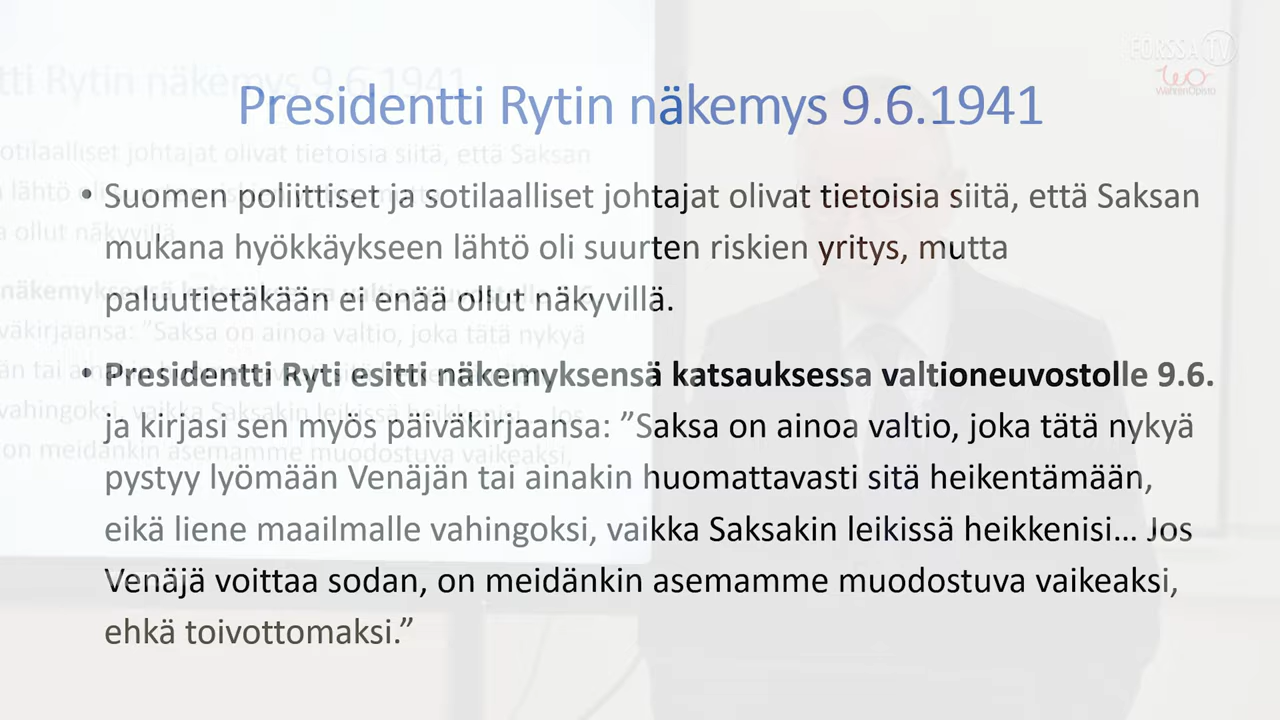 FORSSA TV
WahrenOpisto
Presidentti Rytin näkemys 9.6.1941
• Suomen poliittiset ja sotilaalliset johtajat olivat tietoisia siitä, että Saksan
mukana hyökkäykseen lähtö oli suurten riskien yritys, mutta
paluutietäkään ei enää ollut näkyvillä.
• Presidentti Ryti esitti näkemyksensä katsauksessa valtioneuvostolle 9.6.
ja kirjasi sen myös päiväkirjaansa: ”Saksa on ainoa valtio, joka tätä nykyä
pystyy lyömään Venäjän tai ainakin huomattavasti sitä heikentämään,
eikä liene maailmalle vahingoksi, vaikka Saksakin leikissä heikkenisi… Jos
Venäjä voittaa sodan, on meidänkin asemamme muodostuva vaikeaksi,
ehkä toivottomaksi.”